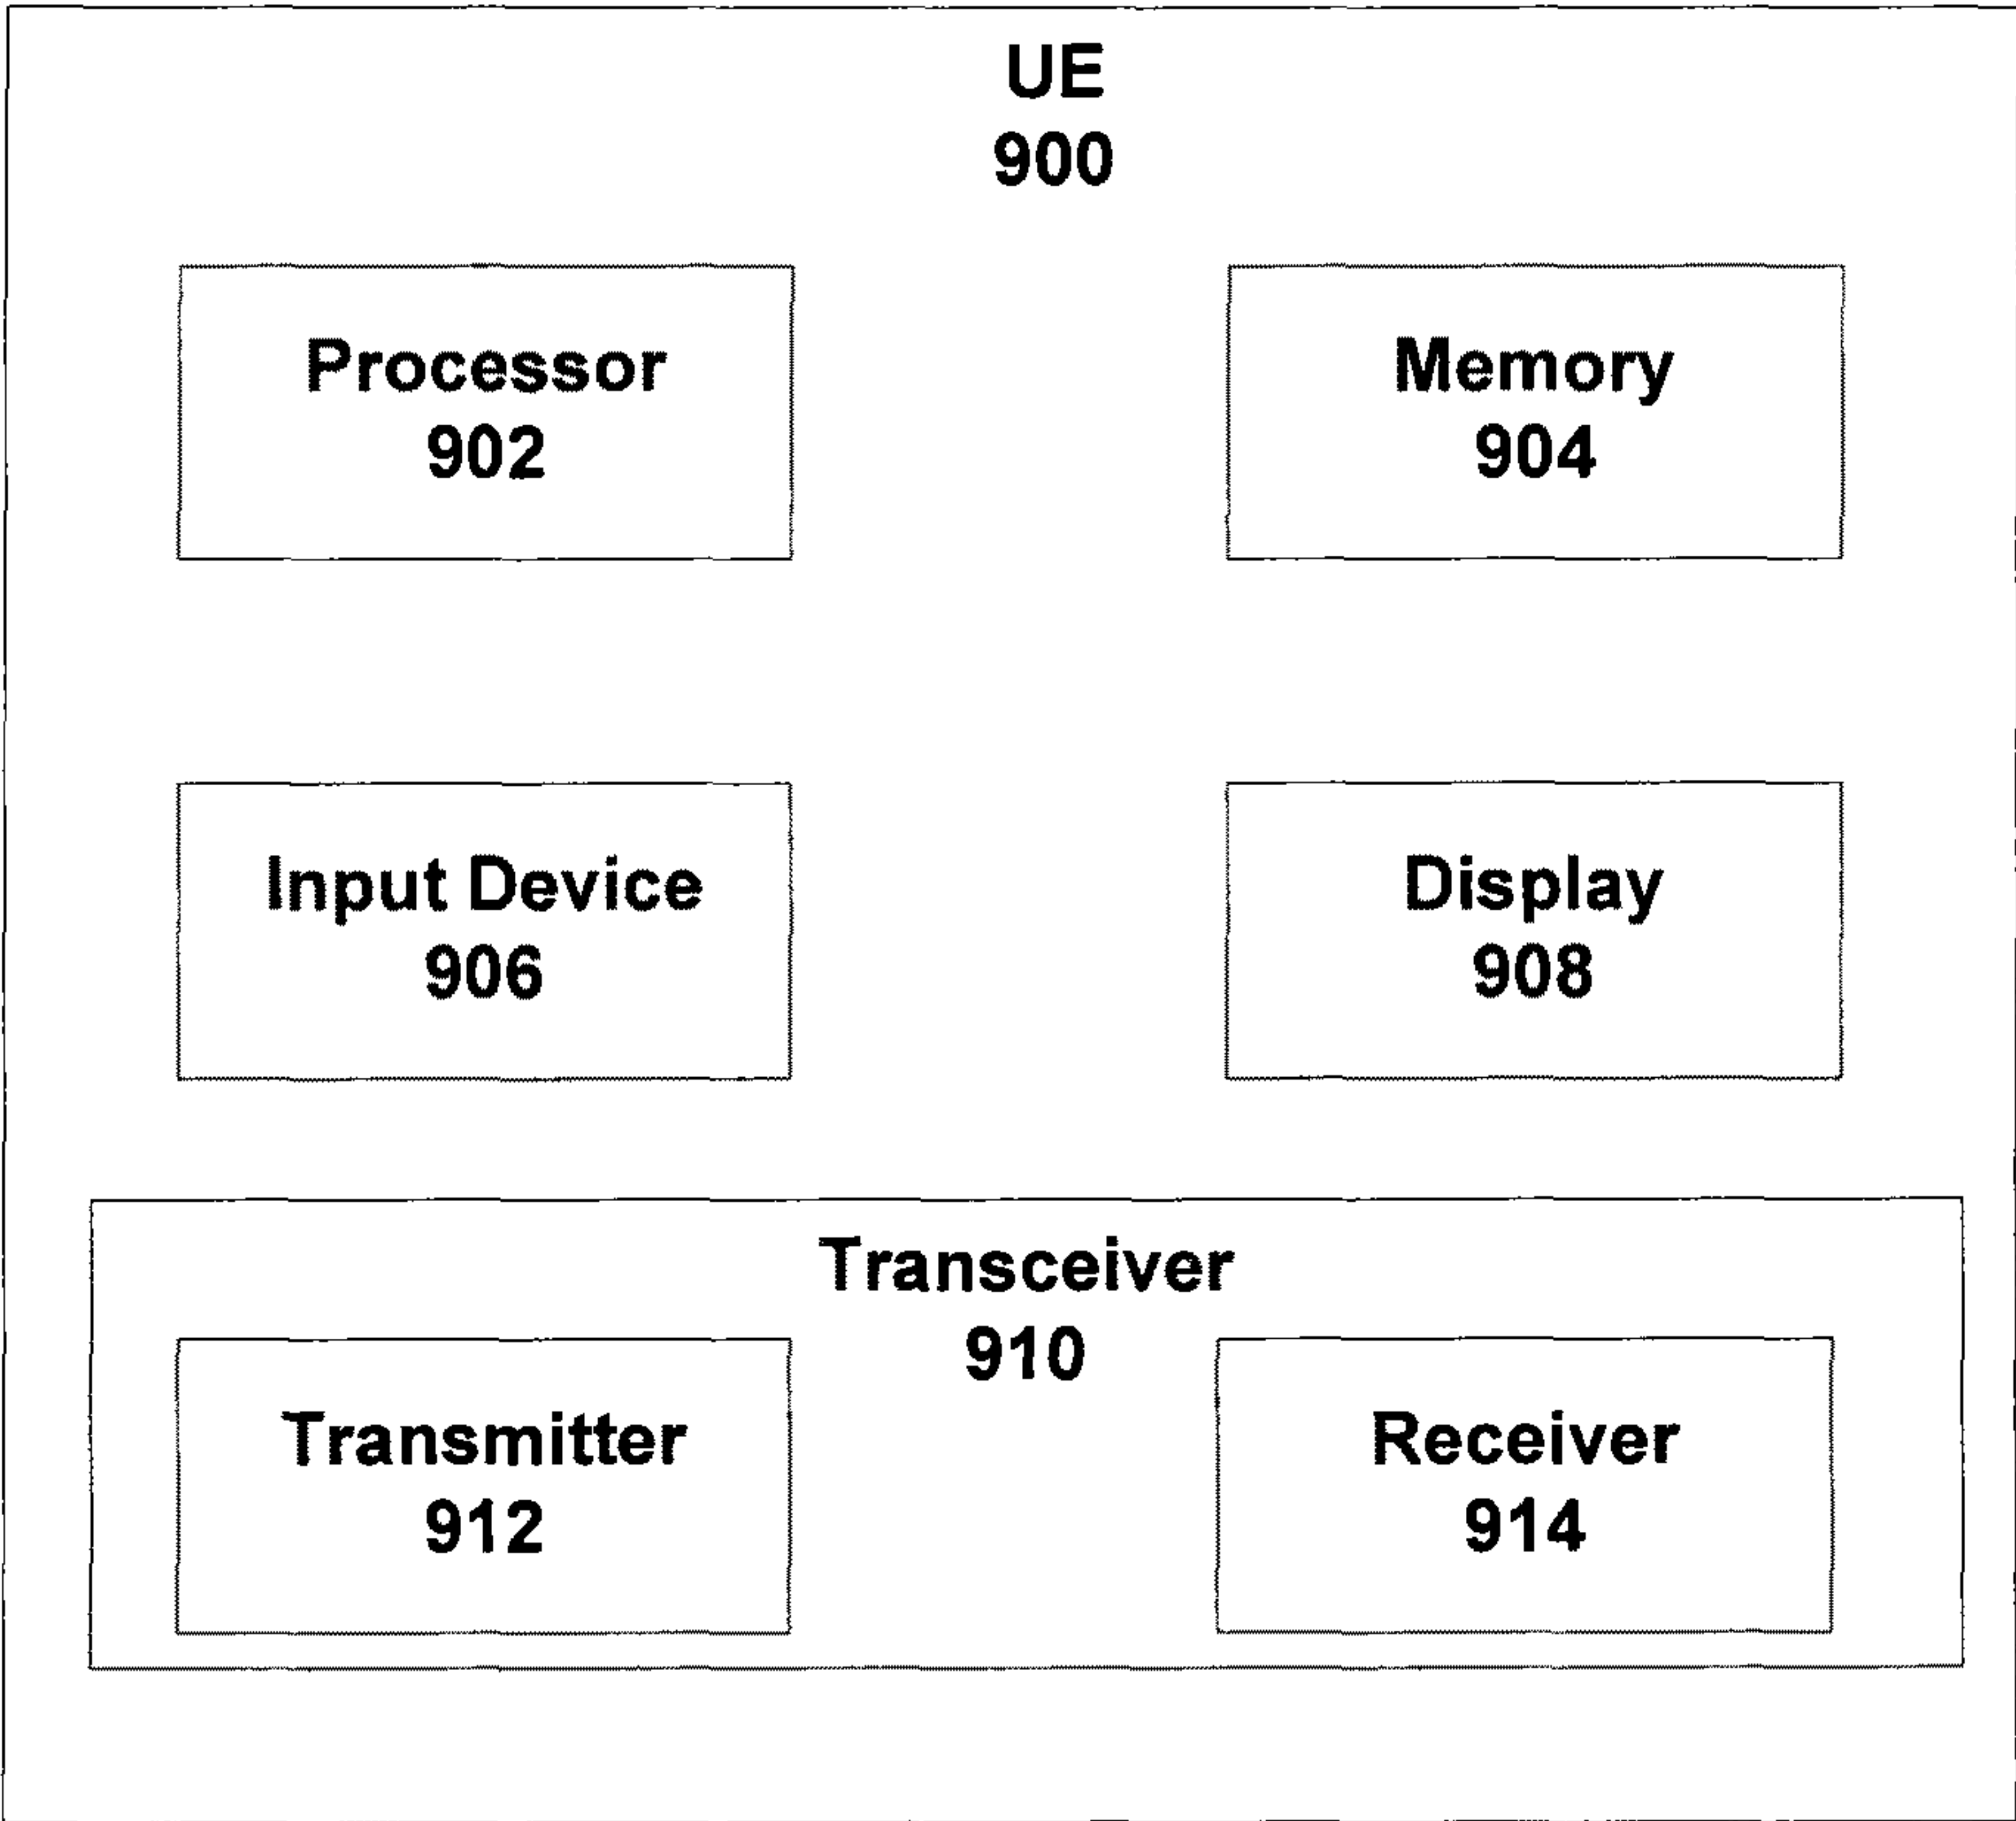 UE
900
Processor
902
Memory
904
Input Device
906
Display
908
Transceiver
910
Transmitter
912
Receiver
914